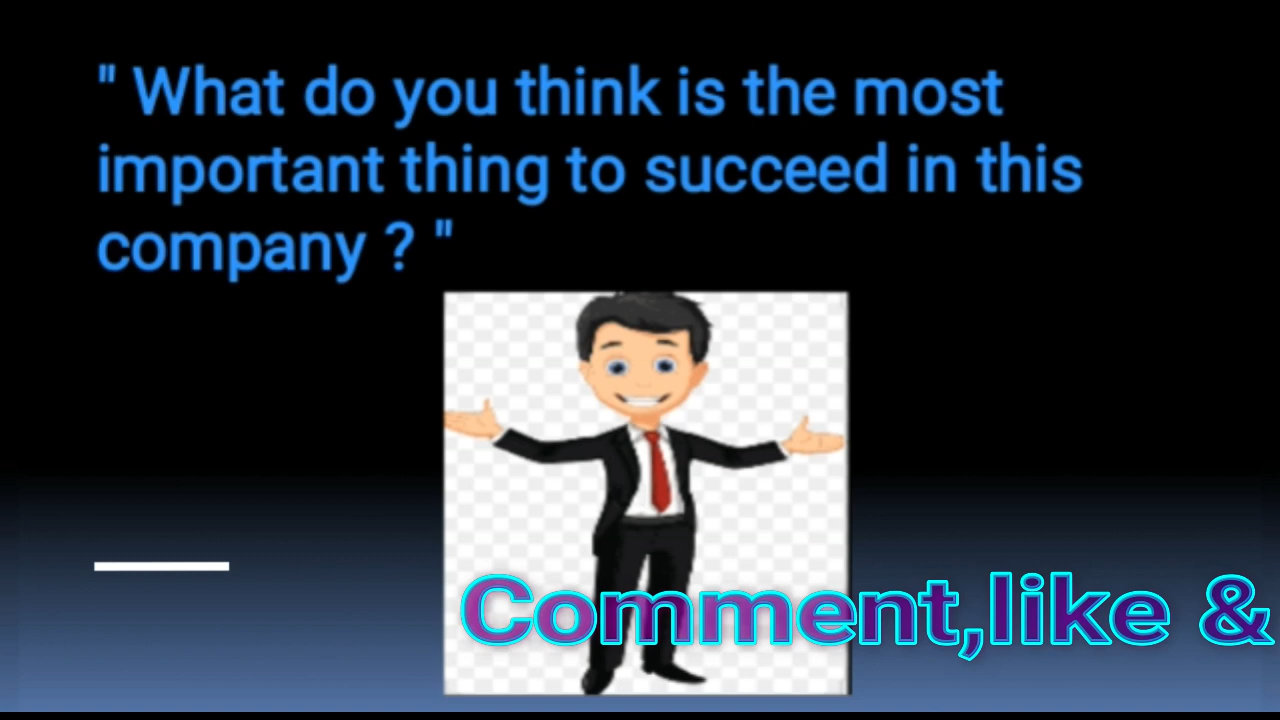 " What do you think is the most
important thing to succeed in this
company ? "
Comment,like &